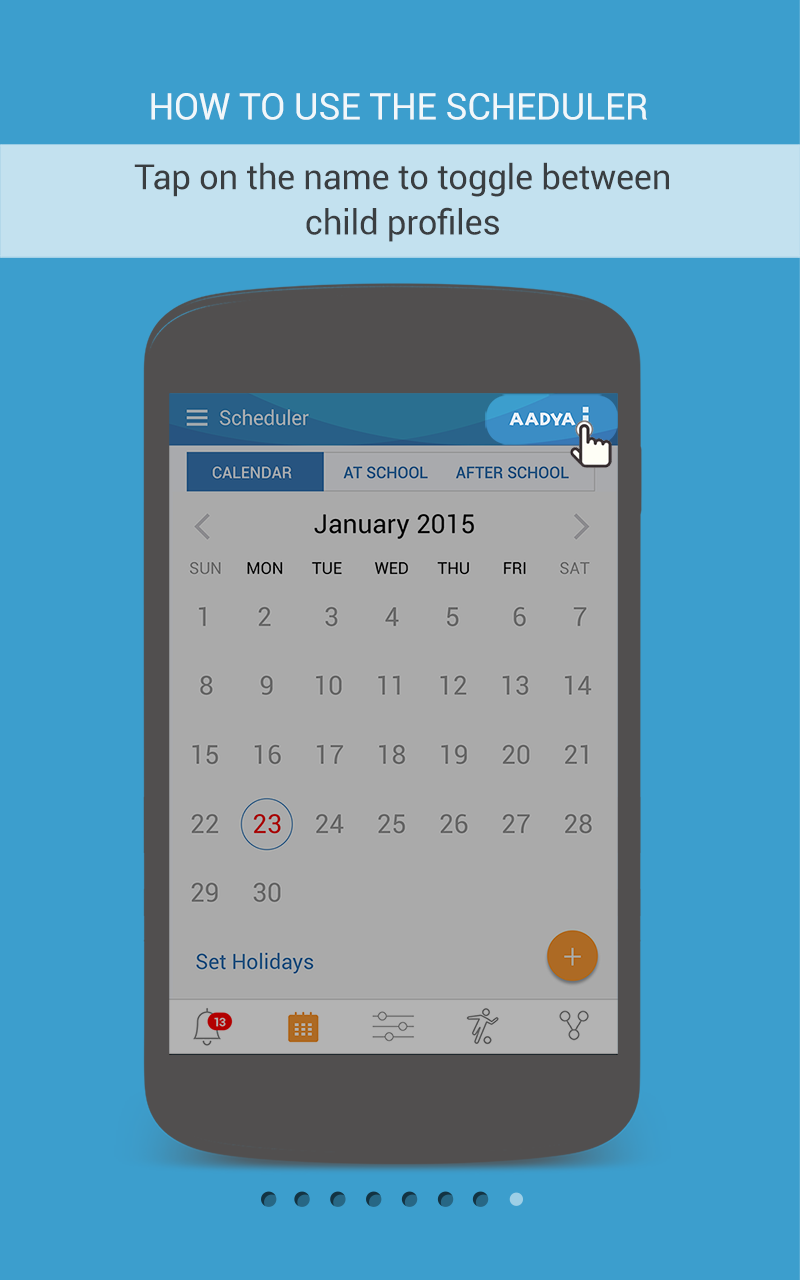 HOW TO USE THE SCHEDULER
Tap on the name to toggle between
child profiles
Scheduler AADYA
CALENDAR AT SCHOOL AFTER SCHOOL
January 2015
SUN MON TUE WED THU FRI SAT
1 2 3 4 5 6 7
8 9 10 11 12 13 14
15 16 17 18 19 20 21
22 23 24 25 26 27 28
29 30
Set Holidays +
13